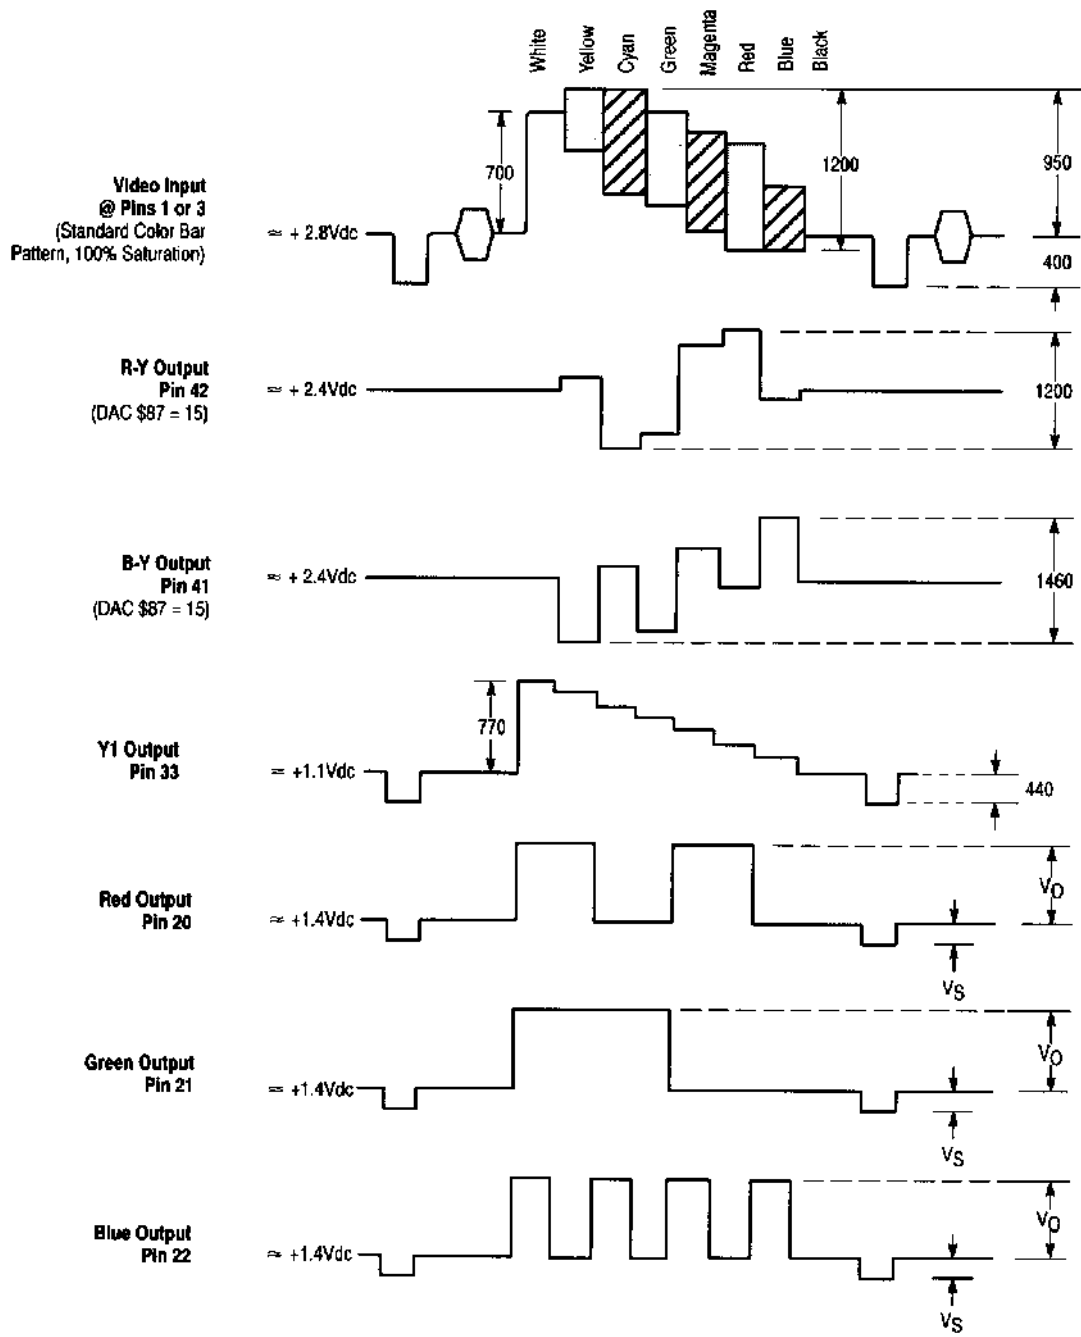 White
Yellow
Cyan
Green
Magenta
Red
Blue
Black
Video Input
@ Pins 1 or 3
(Standard Color Bar
Pattern, 100% Saturation)
≈ + 2.8Vdc
700
1200
950
400
R-Y Output
Pin 42
(DAC $87 = 15)
≈ + 2.4Vdc
1200
B-Y Output
Pin 41
(DAC $87 = 15)
≈ + 2.4Vdc
1460
Y1 Output
Pin 33
≈ +1.1Vdc
770
440
Red Output
Pin 20
≈ +1.4Vdc
VO
VS
Green Output
Pin 21
≈ +1.4Vdc
VO
VS
Blue Output
Pin 22
≈ +1.4Vdc
VO
VS